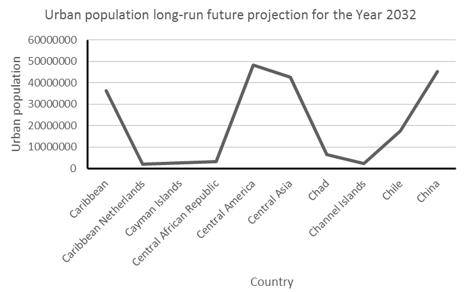 Urban population long-run future projection for the Year 2032
60000000
50000000
40000000
30000000
20000000
10000000
0
Urban population
Caribbean
Caribbean Netherlands
Cayman Islands
Central African Republic
Central America
Central Asia
Chad
Channel Islands
Chile
China
Country